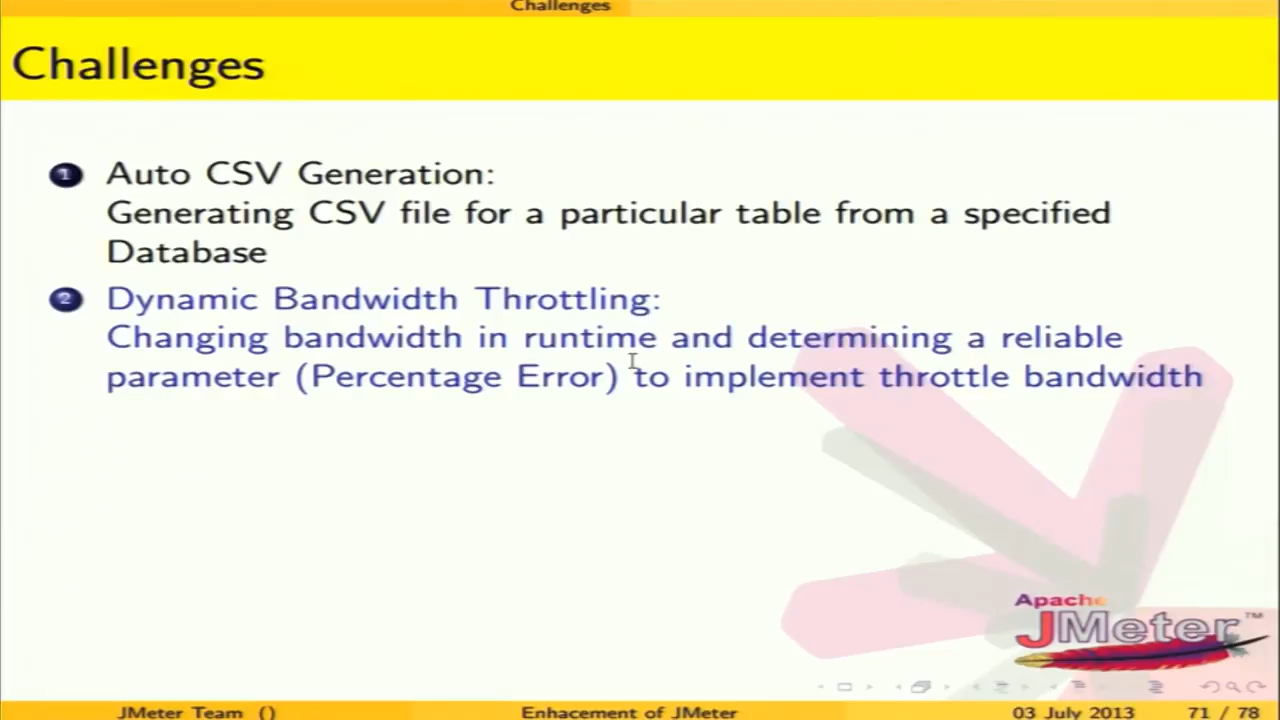 Challenges
Challenges
1 Auto CSV Generation:
Generating CSV file for a particular table from a specified
Database
2 Dynamic Bandwidth Throttling:
Changing bandwidth in runtime and determining a reliable
parameter (Percentage Error) to implement throttle bandwidth
Apache
JMeter™
JMeter Team () Enhacement of JMeter 03 July 2013 71 / 78